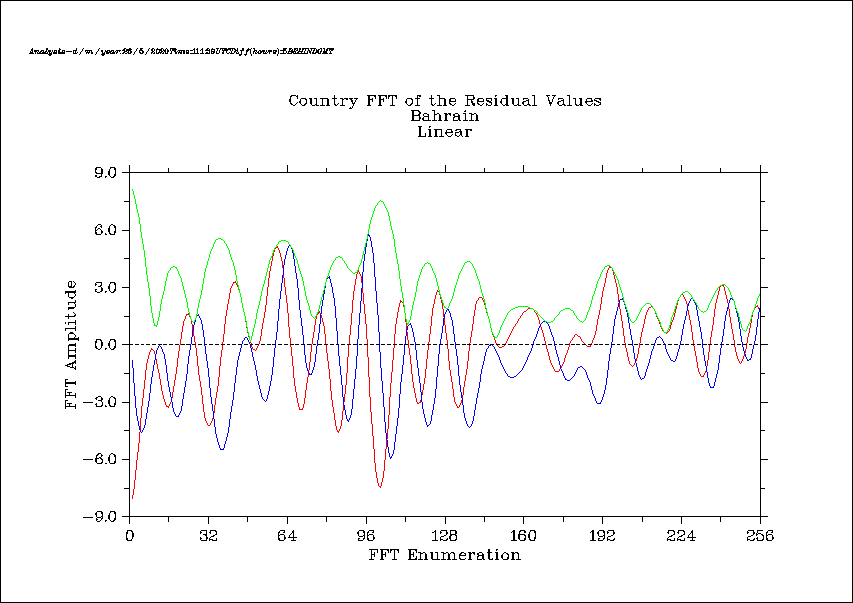 Country FFT of the Residual Values
Bahrain
Linear
9.0
6.0
3.0
0.0
−3.0
−6.0
−9.0
FFT Amplitude
0 32 64 96 128 160 192 224 256
FFT Enumeration